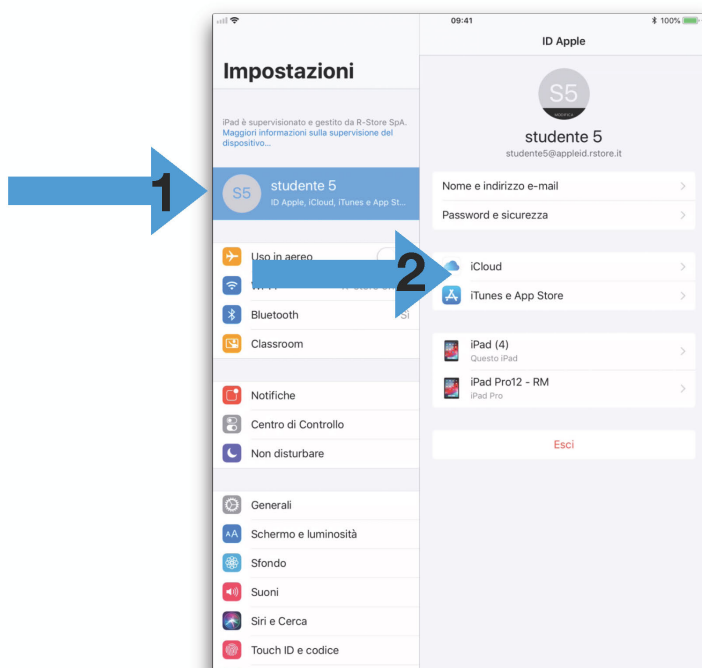 09:41
100%
Impostazioni
iPad è supervisionato e gestito da R-Store SpA.
Maggiori informazioni sulla supervisione del
dispositivo...
1
S5
studente 5
ID Apple, iCloud, iTunes e App St...
Uso in aereo
Bluetooth
Sì
Classroom
Notifiche
Centro di Controllo
Non disturbare
Generali
AA
Schermo e luminosità
Sfondo
Suoni
Siri e Cerca
Touch ID e codice
ID Apple
S5
studente 5
studente5@appleid.rstore.it
Nome e indirizzo e-mail
Password e sicurezza
2
iCloud
iTunes e App Store
iPad (4)
Questo iPad
iPad Pro12 - RM
iPad Pro
Esci